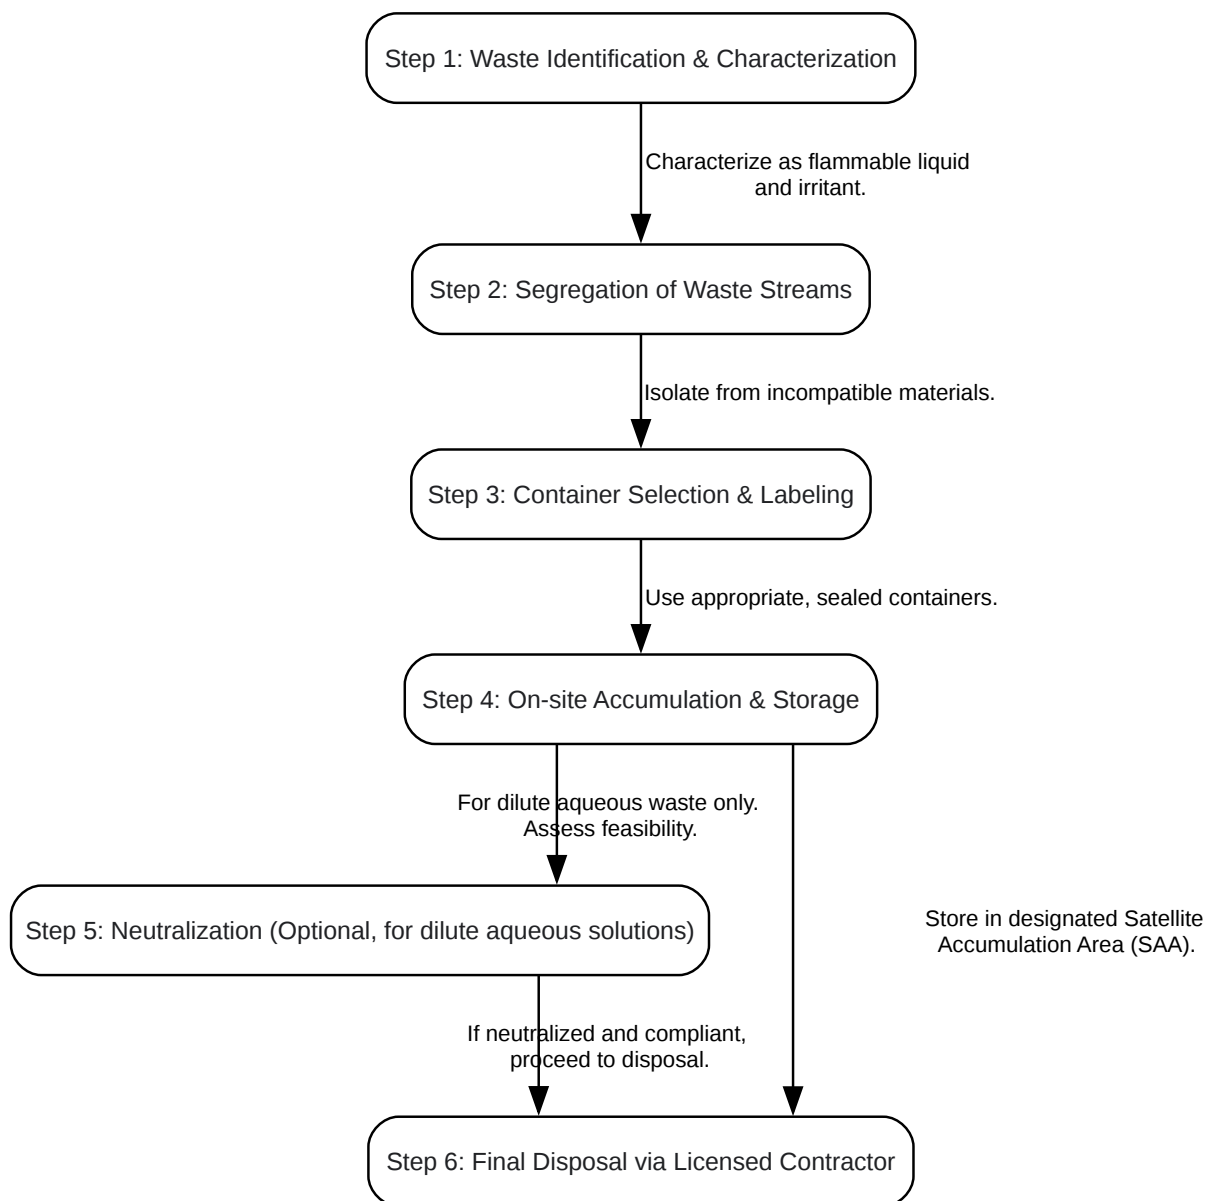 Step 1: Waste Identification & Characterization
Characterize as flammable liquid
and irritant.
Step 2: Segregation of Waste Streams
Isolate from incompatible materials.
Step 3: Container Selection & Labeling
Use appropriate, sealed containers.
Step 4: On-site Accumulation & Storage
For dilute aqueous waste only.
Assess feasibility.
Step 5: Neutralization (Optional, for dilute aqueous solutions)
Store in designated Satellite
Accumulation Area (SAA).
If neutralized and compliant,
proceed to disposal.
Step 6: Final Disposal via Licensed Contractor